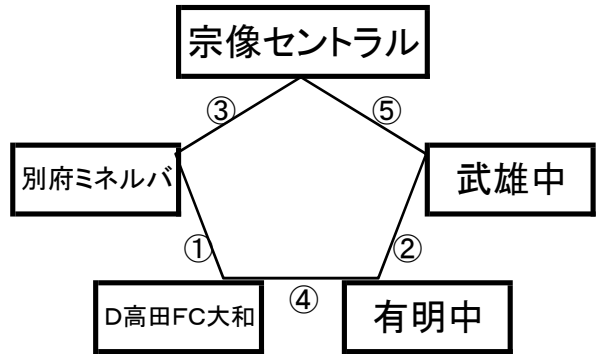 宗像セントラル
③
⑤
別府ミネルバ
武雄中
①
②
D高田FC大和
④
有明中